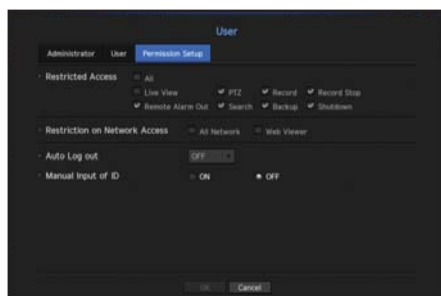 User
Administrator User Permission Setup
Restricted Access All
Live View PTZ Record Record Stop
Remote Alarm Out Search Backup Shutdown
Restriction on Network Access All Network Web Viewer
Auto Log out OFF
Manual Input of ID ON OFF
OK Cancel